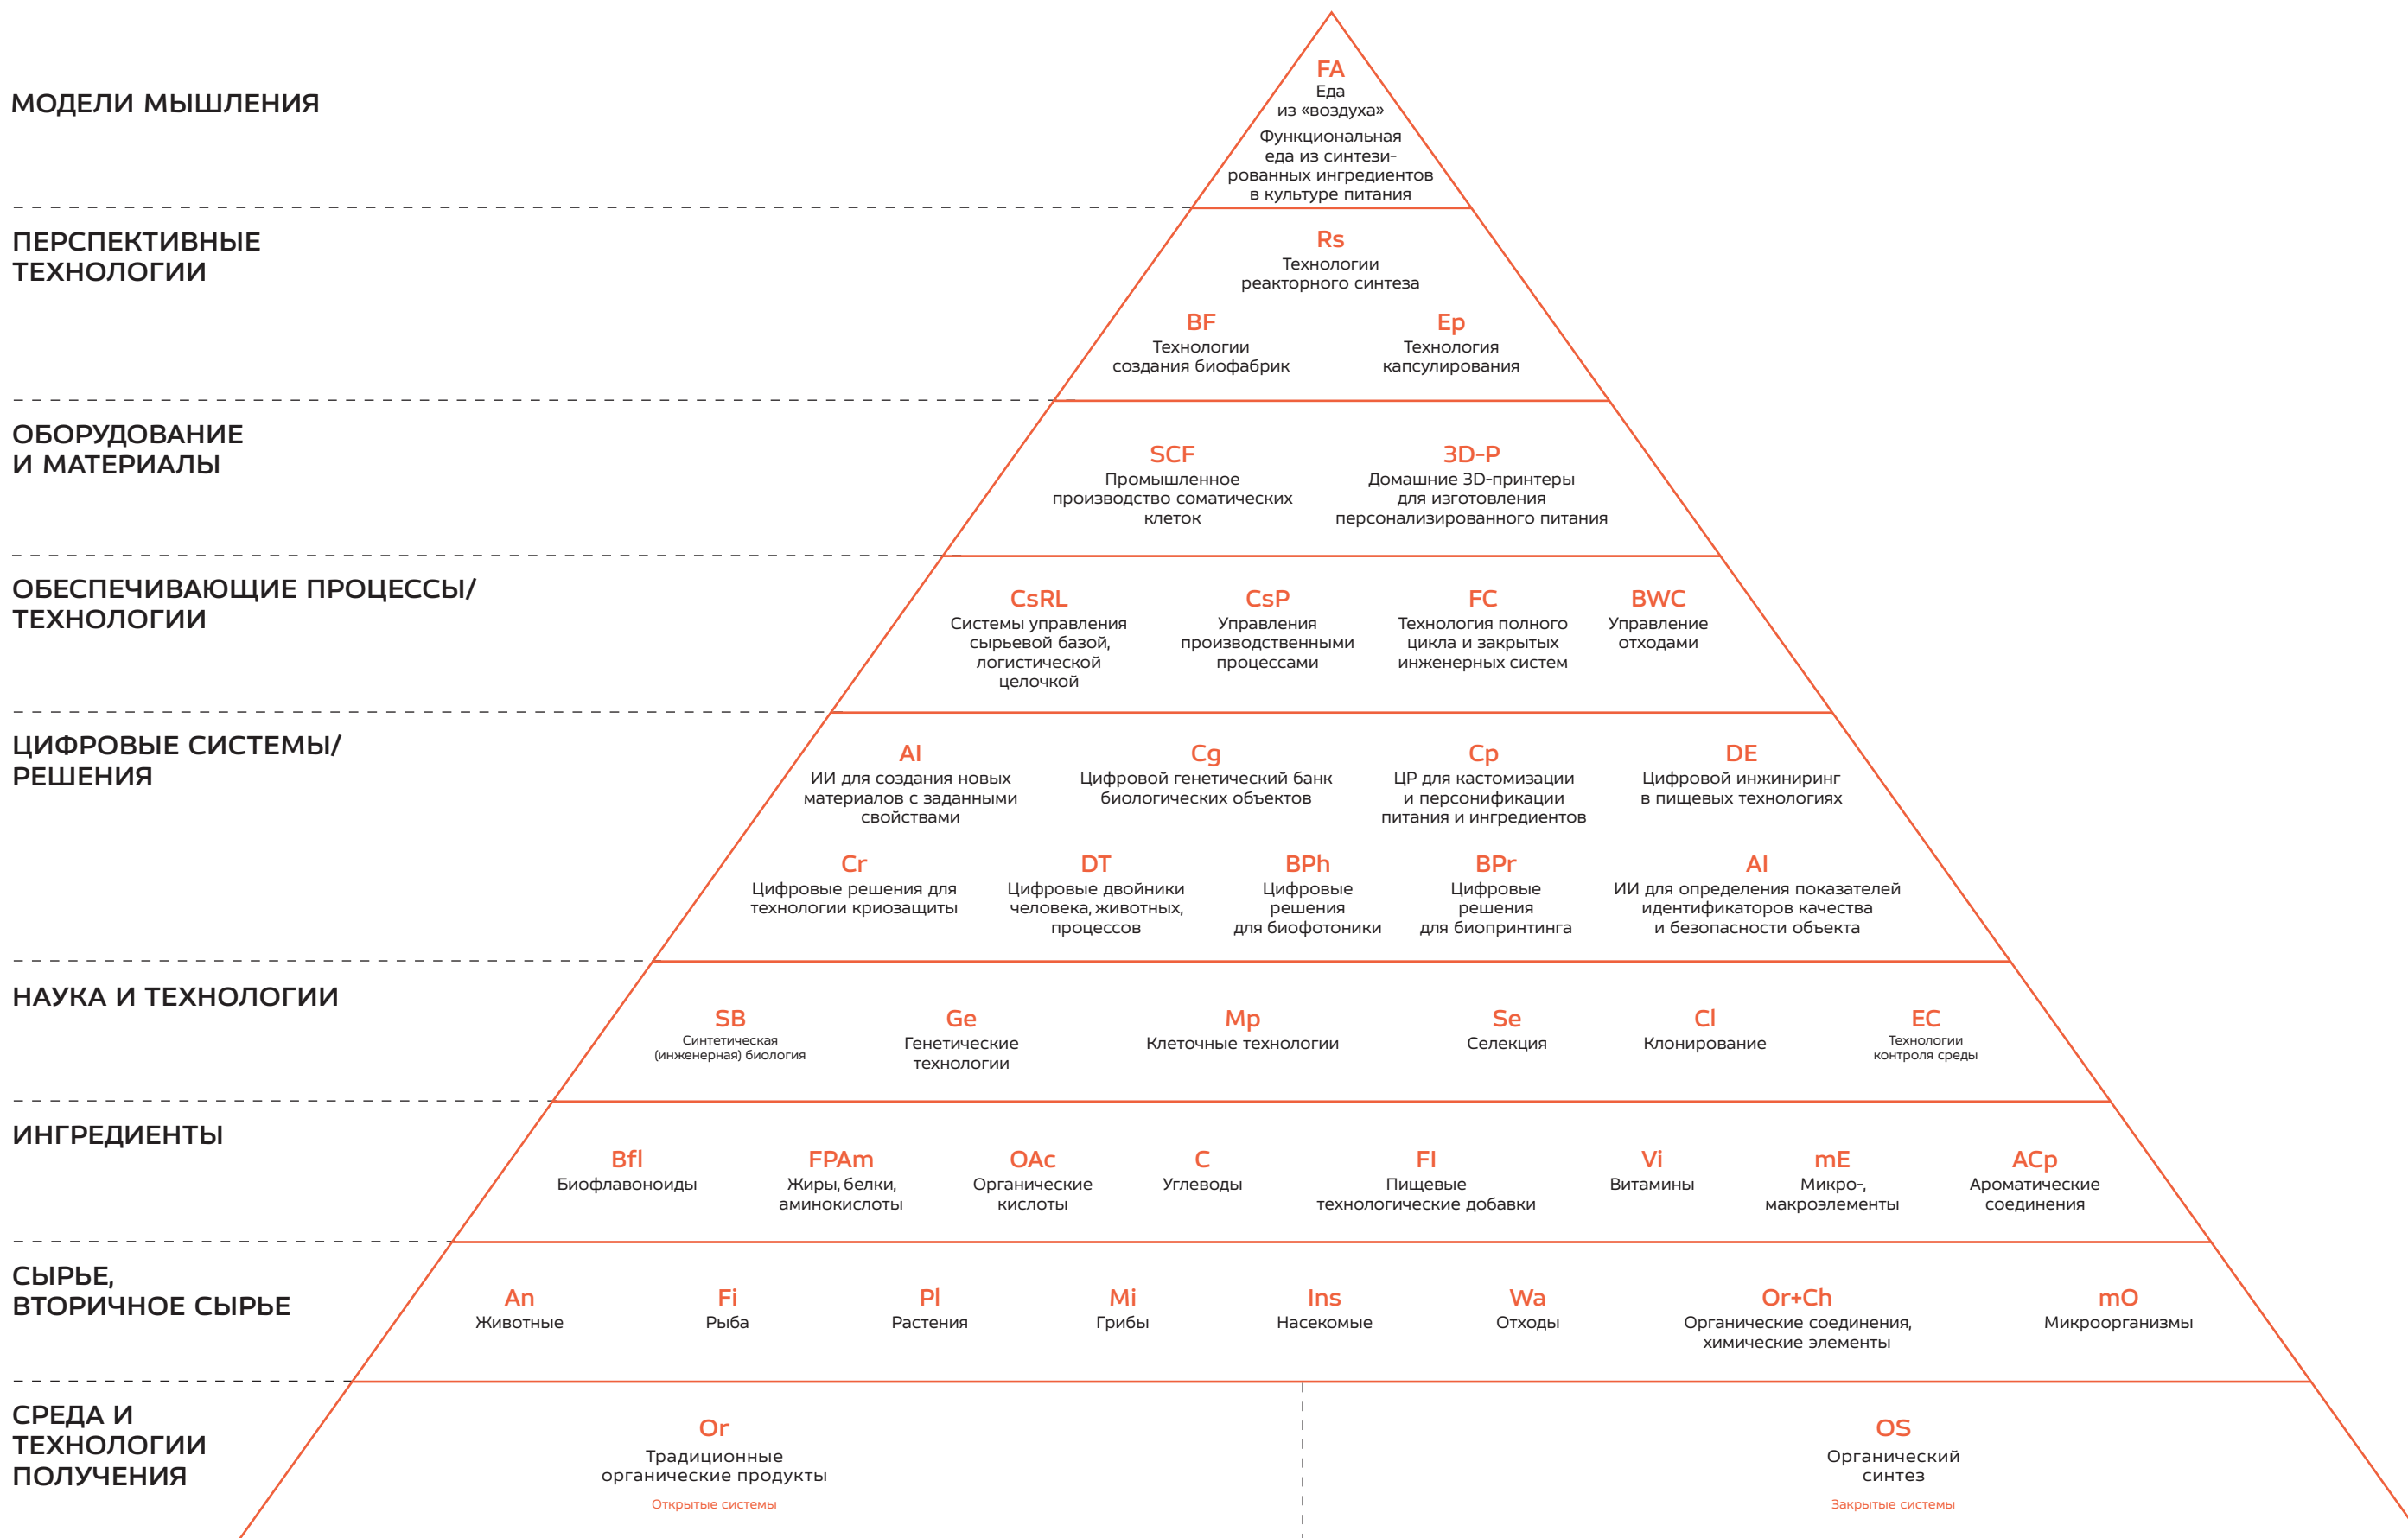 МОДЕЛИ МЫШЛЕНИЯ
FA
Еда
из «воздуха»
Функциональная
еда из синтези-
рованных ингредиентов
в культуре питания
ПЕРСПЕКТИВНЫЕ
ТЕХНОЛОГИИ
Rs
Технологии
реакторного синтеза
BF
Технологии
создания биофабрик
Ep
Технология
капсулирования
ОБОРУДОВАНИЕ
И МАТЕРИАЛЫ
SCF
Промышленное
производство соматических
клеток
3D-P
Домашние 3D-принтеры
для изготовления
персонализированного питания
ОБЕСПЕЧИВАЮЩИЕ ПРОЦЕССЫ/
ТЕХНОЛОГИИ
CsRL
Системы управления
сырьевой базой,
логистической
целочкой
CsP
Управления
производственными
процессами
FC
Технология полного
цикла и закрытых
инженерных систем
BWC
Управление
отходами
ЦИФРОВЫЕ СИСТЕМЫ/
РЕШЕНИЯ
AI
ИИ для создания новых
материалов с заданными
свойствами
Cg
Цифровой генетический банк
биологических объектов
Cp
ЦР для кастомизации
и персонификации
питания и ингредиентов
DE
Цифровой инжиниринг
в пищевых технологиях
Cr
Цифровые решения для
технологии криозащиты
DT
Цифровые двойники
человека, животных,
процессов
BPh
Цифровые
решения
для биофотоники
BPr
Цифровые
решения
для биопринтинга
AI
ИИ для определения показателей
идентификаторов качества
и безопасности объекта
НАУКА И ТЕХНОЛОГИИ
SB
Синтетическая
(инженерная) биология
Ge
Генетические
технологии
Mp
Клеточные технологии
Se
Селекция
Cl
Клонирование
EC
Технологии
контроля среды
ИНГРЕДИЕНТЫ
Bfl
Биофлавоноиды
FPAm
Жиры, белки,
аминокислоты
OAc
Органические
кислоты
C
Углеводы
FI
Пищевые
технологические добавки
Vi
Витамины
mE
Микро-,
макроэлементы
ACp
Ароматические
соединения
СЫРЬЕ,
ВТОРИЧНОЕ СЫРЬЕ
An
Животные
Fi
Рыба
Pl
Растения
Mi
Грибы
Ins
Насекомые
Wa
Отходы
Or+Ch
Органические соединения,
химические элементы
mO
Микроорганизмы
СРЕДА И
ТЕХНОЛОГИИ
ПОЛУЧЕНИЯ
Or
Традиционные
органические продукты
Открытые системы
OS
Органический
синтез
Закрытые системы